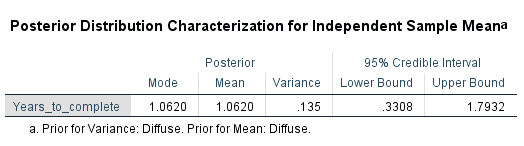 Posterior Distribution Characterization for Independent Sample Meana
Posterior 95% Credible Interval
Mode Mean Variance Lower Bound Upper Bound
Years_to_complete 1.0620 1.0620 .135 .3308 1.7932
a. Prior for Variance: Diffuse. Prior for Mean: Diffuse.